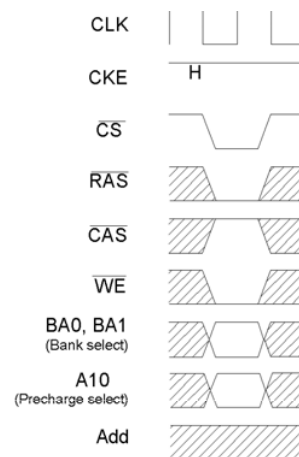 CLK
CKE
H
CS
RAS
CAS
WE
BA0, BA1
(Bank select)
A10
(Precharge select)
Add